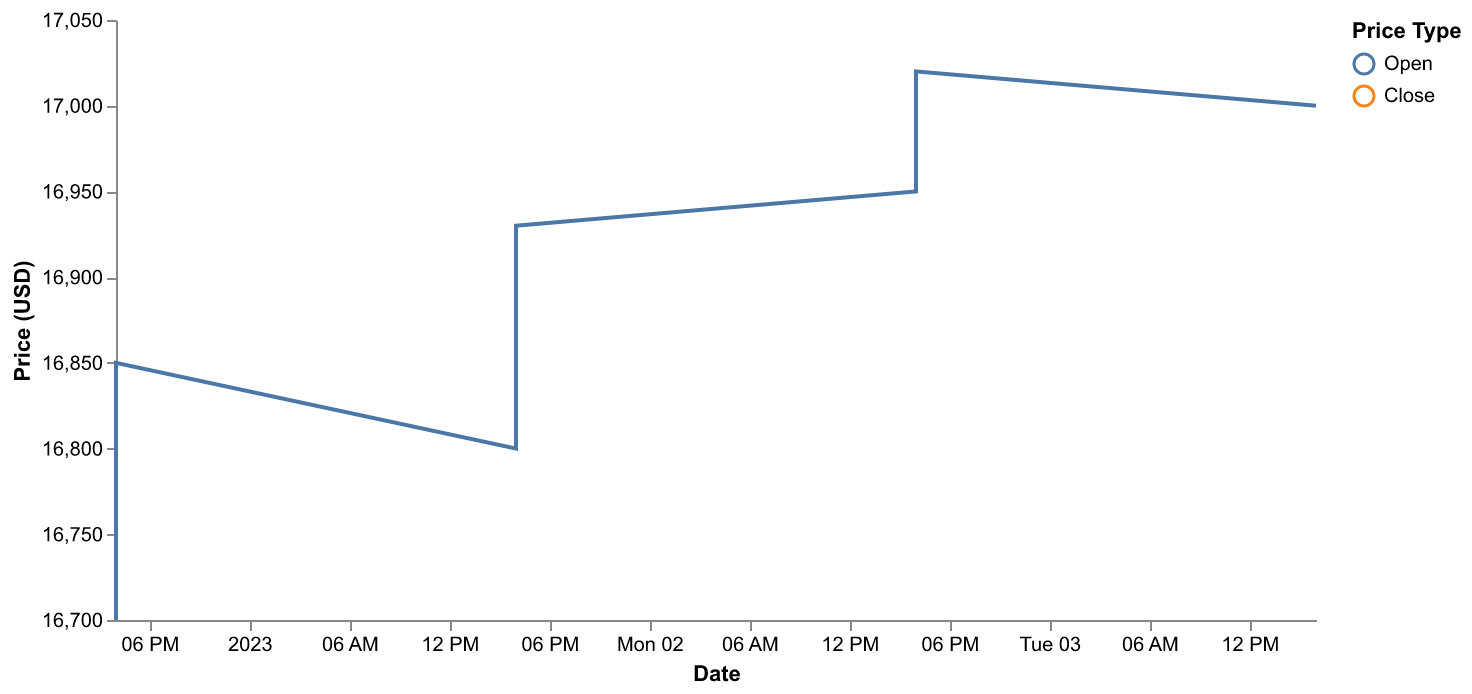 17,050
17,000
16,950
16,900
16,850
16,800
16,750
16,700
Price (USD)
06 PM 2023 06 AM 12 PM 06 PM Mon 02 06 AM 12 PM 06 PM Tue 03 06 AM 12 PM
Date
Price Type
Open
Close